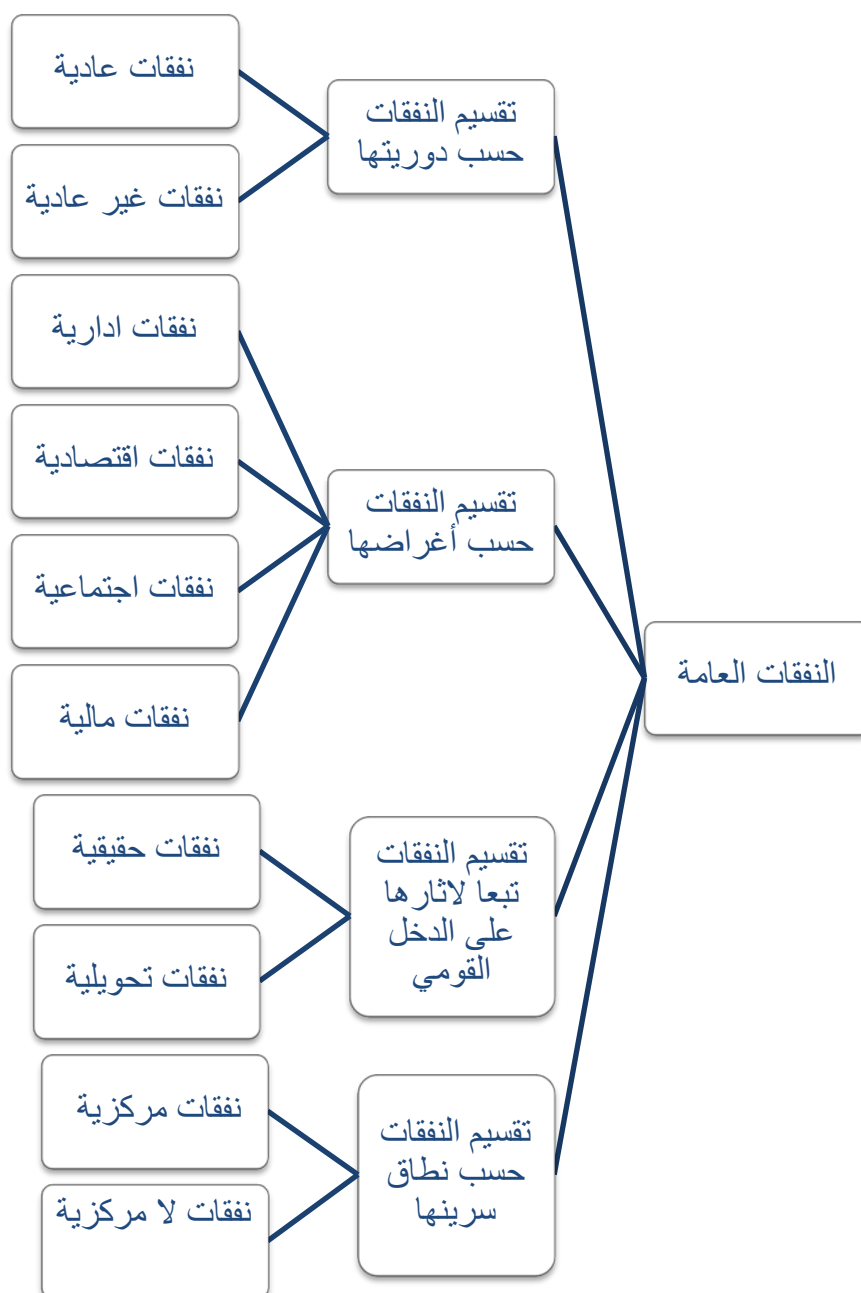 النفقات العامة
تقسيم النفقات
حسب دوريتها
نفقات عادية
نفقات غير عادية
تقسيم النفقات
حسب أغراضها
نفقات ادارية
نفقات اقتصادية
نفقات اجتماعية
نفقات مالية
تقسيم النفقات
تبعا لاثارها
على الدخل
القومي
نفقات حقيقية
نفقات تحويلية
تقسيم النفقات
حسب نطاق
سرينها
نفقات مركزية
نفقات لا مركزية